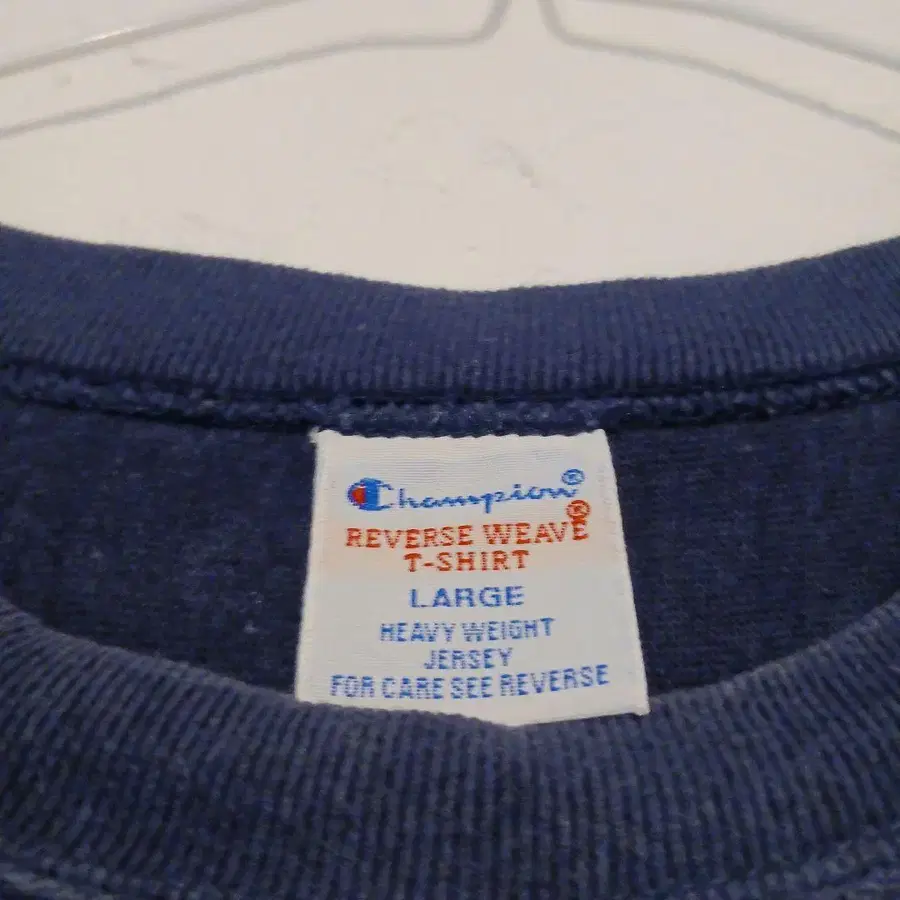 Champion®
REVERSE WEAVE®
T-SHIRT
LARGE
HEAVY WEIGHT
JERSEY
FOR CARE SEE REVERSE